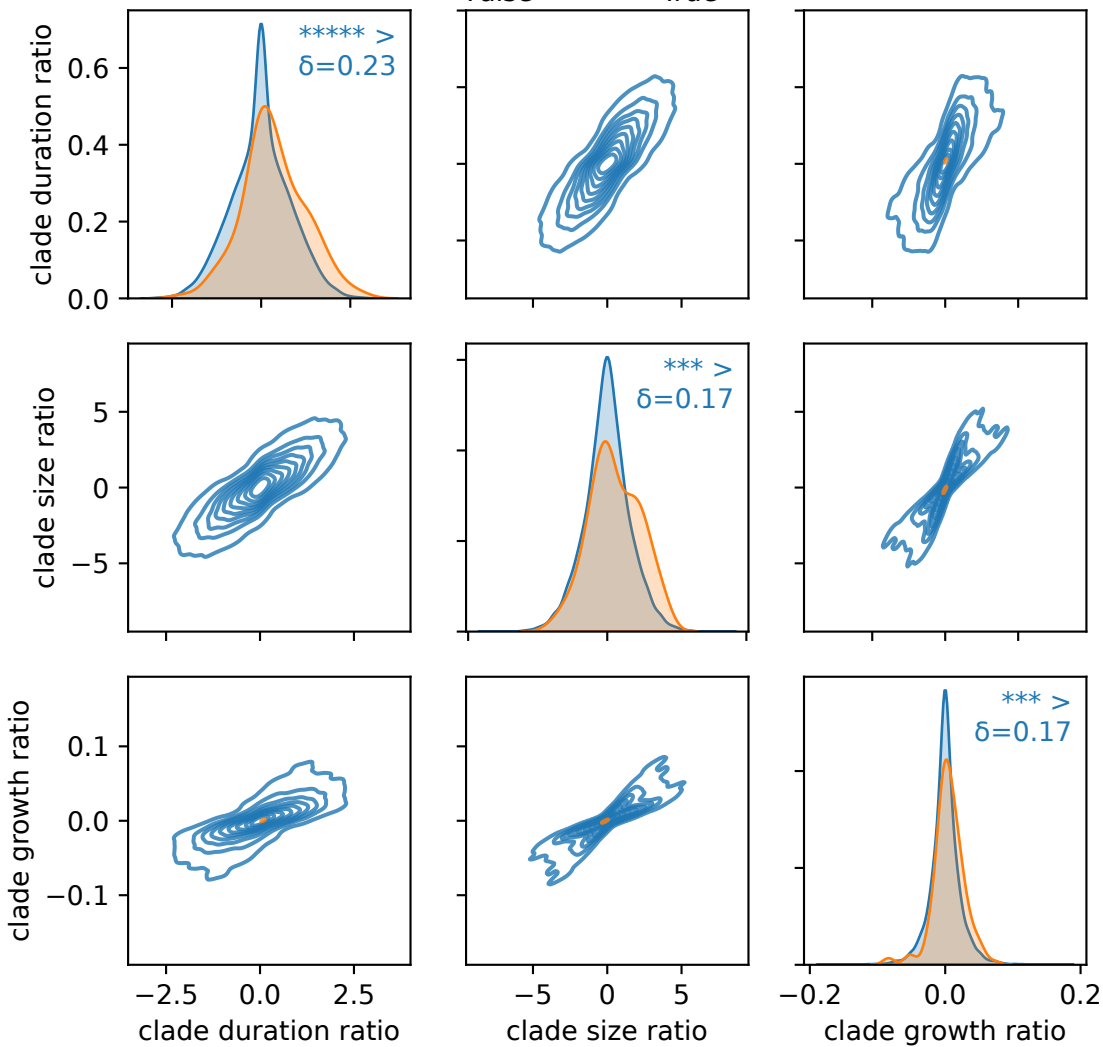 clade duration ratio
0.6
0.4
0.2
0.0
***** >
δ=0.23
clade size ratio
5
0
−5
*** >
δ=0.17
clade growth ratio
0.1
0.0
−0.1
*** >
δ=0.17
−2.5 0.0 2.5
−5 0 5
−0.2 0.0 0.2
clade duration ratio
clade size ratio
clade growth ratio